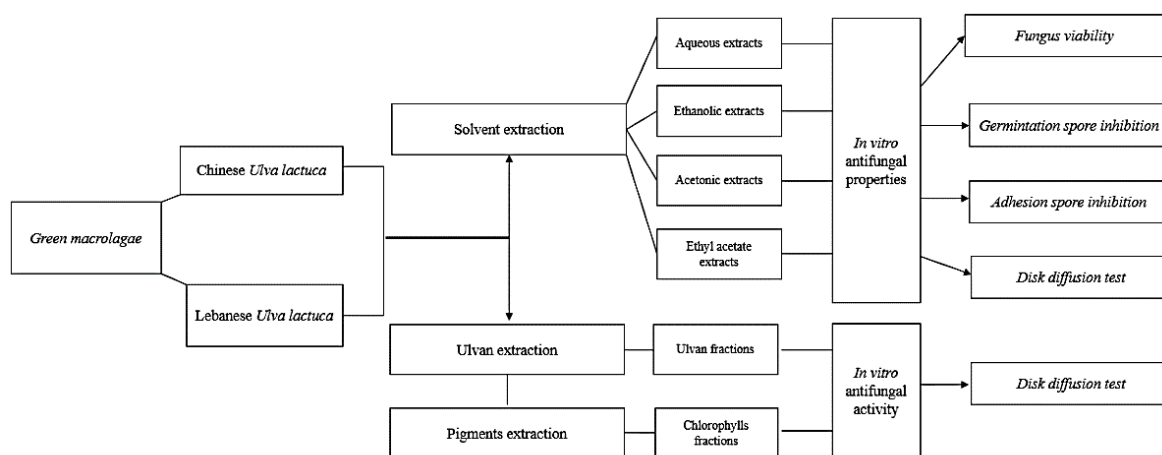 Green macrolagae
Chinese Ulva lactuca
Lebanese Ulva lactuca
Solvent extraction
Ulvan extraction
Pigments extraction
Aqueous extracts
Ethanolic extracts
Acetonic extracts
Ethyl acetate
extracts
Ulvan fractions
Chlorophylls
fractions
In vitro
antifungal
properties
In vitro
antifungal
activity
Fungus viability
Germintation spore inhibition
Adhesion spore inhibition
Disk diffusion test
Disk diffusion test